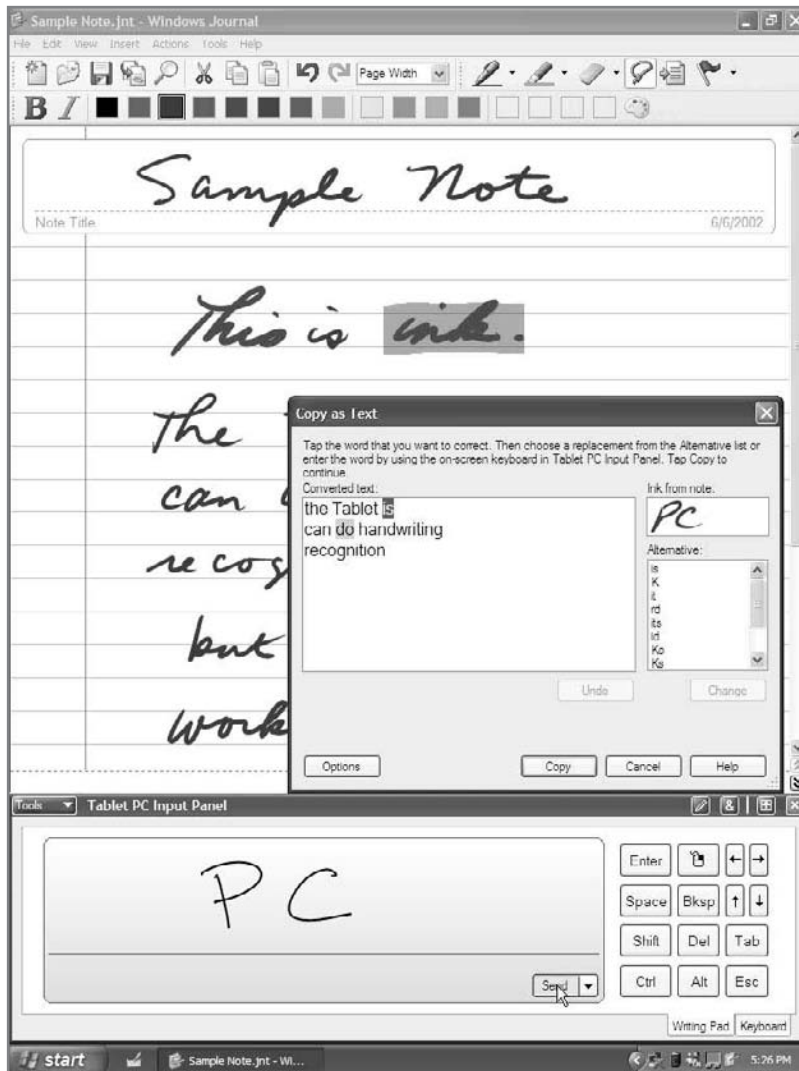 Sample Note.jnt - Windows Journal
File Edit View Insert Actions Tools Help
Page Width
B I
Sample Note
Note Title
6/6/2002
This is ink.
The
can
recog
but
work
Copy as Text
Tap the word that you want to correct. Then choose a replacement from the Alternative list or
enter the word by using the on-screen keyboard in Tablet PC Input Panel. Tap Copy to
continue.
Converted text:
the Tablet is
can do handwriting
recognition
Ink from note:
PC
Alternative:
is
K
it
rd
its
Id
Ko
Ks
Undo Change
Options Copy Cancel Help
Tools Tablet PC Input Panel
&
PC
Send
Enter
Space Bksp
Shift Del Tab
Ctrl Alt Esc
Writing Pad Keyboard
start Sample Note.jnt - Wi... 5:26 PM